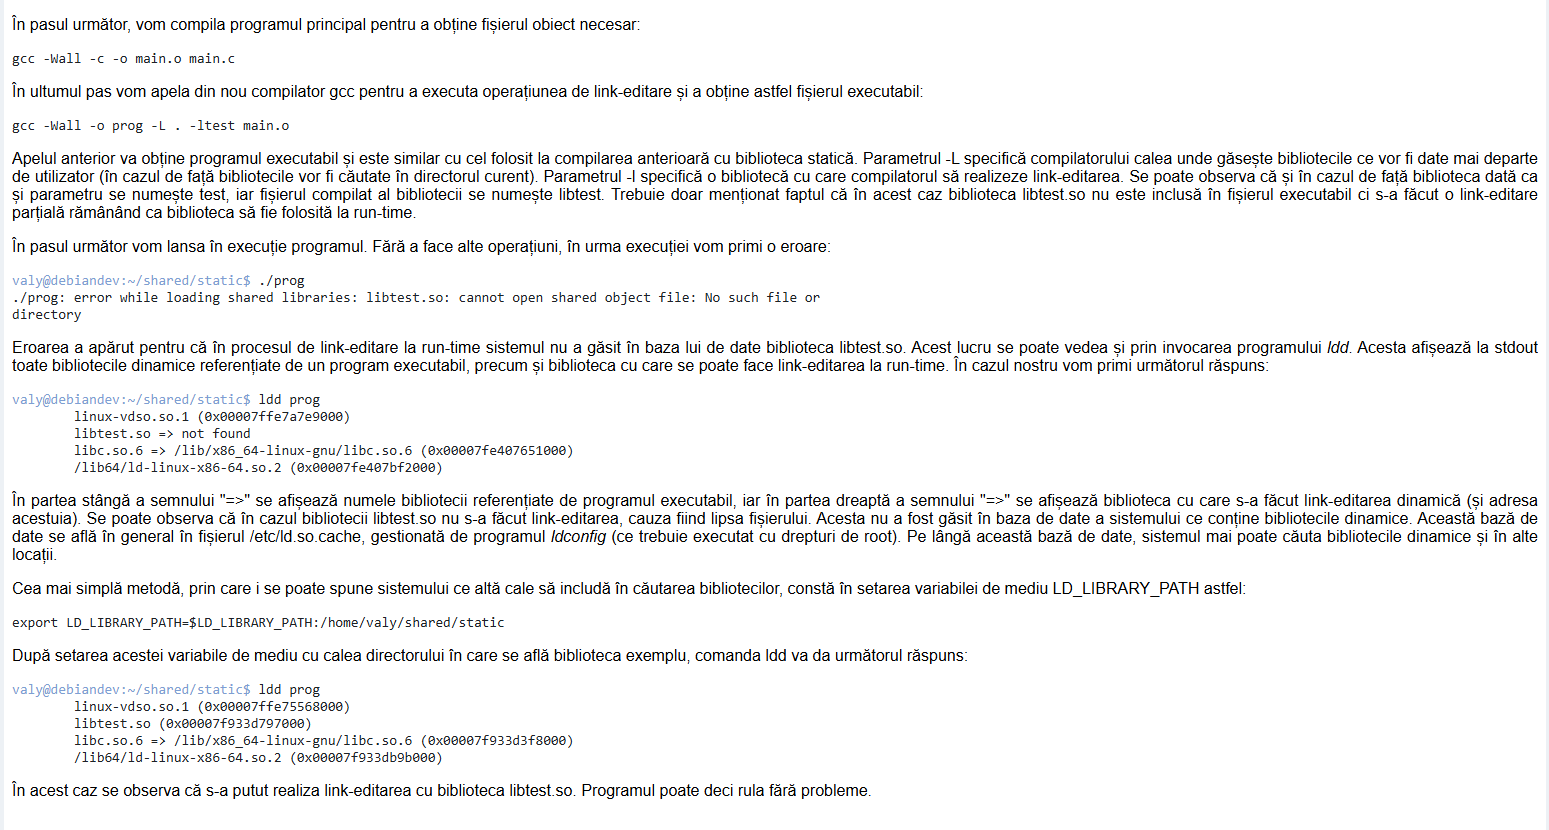 În pasul următor, vom compila programul principal pentru a obține fișierul obiect necesar:
gcc -Wall -c -o main.o main.c
În ultumul pas vom apela din nou compilator gcc pentru a executa operațiunea de link-editare și a obține astfel fișierul executabil:
gcc -Wall -o prog -L . -ltest main.o
Apelul anterior va obține programul executabil și este similar cu cel folosit la compilarea anterioară cu biblioteca statică. Parametrul -L specifică compilatorului calea unde găsește bibliotecile ce vor fi date mai departe
de utilizator (în cazul de față bibliotecile vor fi căutate în directorul curent). Parametrul -l specifică o bibliotecă cu care compilatorul să realizeze link-editarea. Se poate observa că și în cazul de față biblioteca dată ca
și parametru se numește test, iar fișierul compilat al bibliotecii se numește libtest. Trebuie doar menționat faptul că în acest caz biblioteca libtest.so nu este inclusă în fișierul executabil ci s-a făcut o link-editare
parțială rămânând ca biblioteca să fie folosită la run-time.
În pasul următor vom lansa în execuție programul. Fără a face alte operațiuni, în urma execuției vom primi o eroare:
valy@debiandev:~/shared/static$ ./prog
./prog: error while loading shared libraries: libtest.so: cannot open shared object file: No such file or
directory
Eroarea a apărut pentru că în procesul de link-editare la run-time sistemul nu a găsit în baza lui de date biblioteca libtest.so. Acest lucru se poate vedea și prin invocarea programului ldd. Acesta afișează la stdout
toate bibliotecile dinamice referențiate de un program executabil, precum și biblioteca cu care se poate face link-editarea la run-time. În cazul nostru vom primi următorul răspuns:
valy@debiandev:~/shared/static$ ldd prog
linux-vdso.so.1 (0x00007ffe7a7e9000)
libtest.so => not found
libc.so.6 => /lib/x86_64-linux-gnu/libc.so.6 (0x00007fe407651000)
/lib64/ld-linux-x86-64.so.2 (0x00007fe407bf2000)
În partea stângă a semnului "=>" se afișează numele bibliotecii referențiate de programul executabil, iar în partea dreaptă a semnului "=>" se afișează biblioteca cu care s-a făcut link-editarea dinamică (și adresa
acestuia). Se poate observa că în cazul bibliotecii libtest.so nu s-a făcut link-editarea, cauza fiind lipsa fișierului. Acesta nu a fost găsit în baza de date a sistemului ce conține bibliotecile dinamice. Această bază de
date se află în general în fișierul /etc/ld.so.cache, gestionată de programul ldconfig (ce trebuie executat cu drepturi de root). Pe lângă această bază de date, sistemul mai poate căuta bibliotecile dinamice și în alte
locații.
Cea mai simplă metodă, prin care i se poate spune sistemului ce altă cale să includă în căutarea bibliotecilor, constă în setarea variabilei de mediu LD_LIBRARY_PATH astfel:
export LD_LIBRARY_PATH=$LD_LIBRARY_PATH:/home/valy/shared/static
După setarea acestei variabile de mediu cu calea directorului în care se află biblioteca exemplu, comanda ldd va da următorul răspuns:
valy@debiandev:~/shared/static$ ldd prog
linux-vdso.so.1 (0x00007ffe75568000)
libtest.so (0x00007f933d797000)
libc.so.6 => /lib/x86_64-linux-gnu/libc.so.6 (0x00007f933d3f8000)
/lib64/ld-linux-x86-64.so.2 (0x00007f933db9b000)
În acest caz se observa că s-a putut realiza link-editarea cu biblioteca libtest.so. Programul poate deci rula fără probleme.